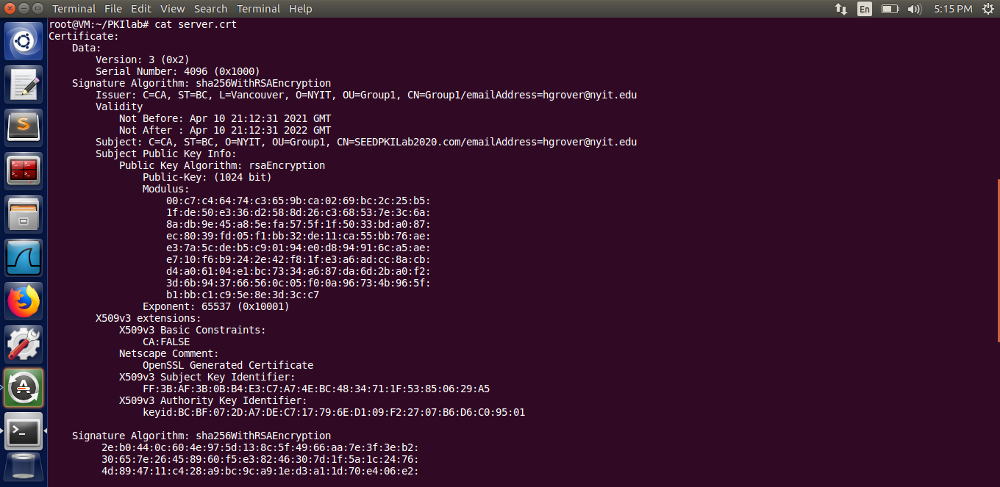 Terminal File Edit View Search Terminal Help En 5:15 PM
root@VM:~/PKIlab# cat server.crt
Certificate:
    Data:
        Version: 3 (0x2)
        Serial Number: 4096 (0x1000)
    Signature Algorithm: sha256WithRSAEncryption
        Issuer: C=CA, ST=BC, L=Vancouver, O=NYIT, OU=Group1, CN=Group1/emailAddress=hgrover@nyit.edu
        Validity
            Not Before: Apr 10 21:12:31 2021 GMT
            Not After : Apr 10 21:12:31 2022 GMT
        Subject: C=CA, ST=BC, O=NYIT, OU=Group1, CN=SEEDPKILab2020.com/emailAddress=hgrover@nyit.edu
        Subject Public Key Info:
            Public Key Algorithm: rsaEncryption
                Public-Key: (1024 bit)
                Modulus:
                    00:c7:c4:64:74:c3:65:9b:ca:02:69:bc:2c:25:b5:
                    1f:de:50:e3:36:d2:58:8d:26:c3:68:53:7e:3c:6a:
                    8a:db:9e:45:a8:5e:fa:57:5f:1f:50:33:bd:a0:87:
                    ec:80:39:fd:05:f1:bb:32:de:11:ca:55:bb:76:ae:
                    e3:7a:5c:de:b5:c9:01:94:e0:d8:94:91:6c:a5:ae:
                    e7:10:f6:b9:24:2e:42:f8:1f:e3:a6:ad:cc:8a:cb:
                    d4:a0:61:04:e1:bc:73:34:a6:87:da:6d:2b:a0:f2:
                    3d:6b:94:37:66:56:0c:05:f0:0a:96:73:4b:96:5f:
                    b1:bb:c1:c9:5e:8e:3d:3c:c7
                Exponent: 65537 (0x10001)
        X509v3 extensions:
            X509v3 Basic Constraints:
                CA:FALSE
            Netscape Comment:
                OpenSSL Generated Certificate
            X509v3 Subject Key Identifier:
                FF:3B:AF:3B:0B:B4:E3:C7:A7:4E:BC:48:34:71:1F:53:85:06:29:A5
            X509v3 Authority Key Identifier:
                keyid:BC:BF:07:2D:A7:DE:C7:17:79:6E:D1:09:F2:27:07:B6:D6:C0:95:01
    Signature Algorithm: sha256WithRSAEncryption
         2e:b0:44:0c:60:4e:97:5d:13:8c:5f:49:66:aa:7e:3f:3e:b2:
         30:65:7e:26:45:89:60:f5:e3:82:46:30:7d:1f:5a:1c:24:76:
         4d:89:47:11:c4:28:a9:bc:9c:a9:1e:d3:a1:1d:70:e4:06:e2: